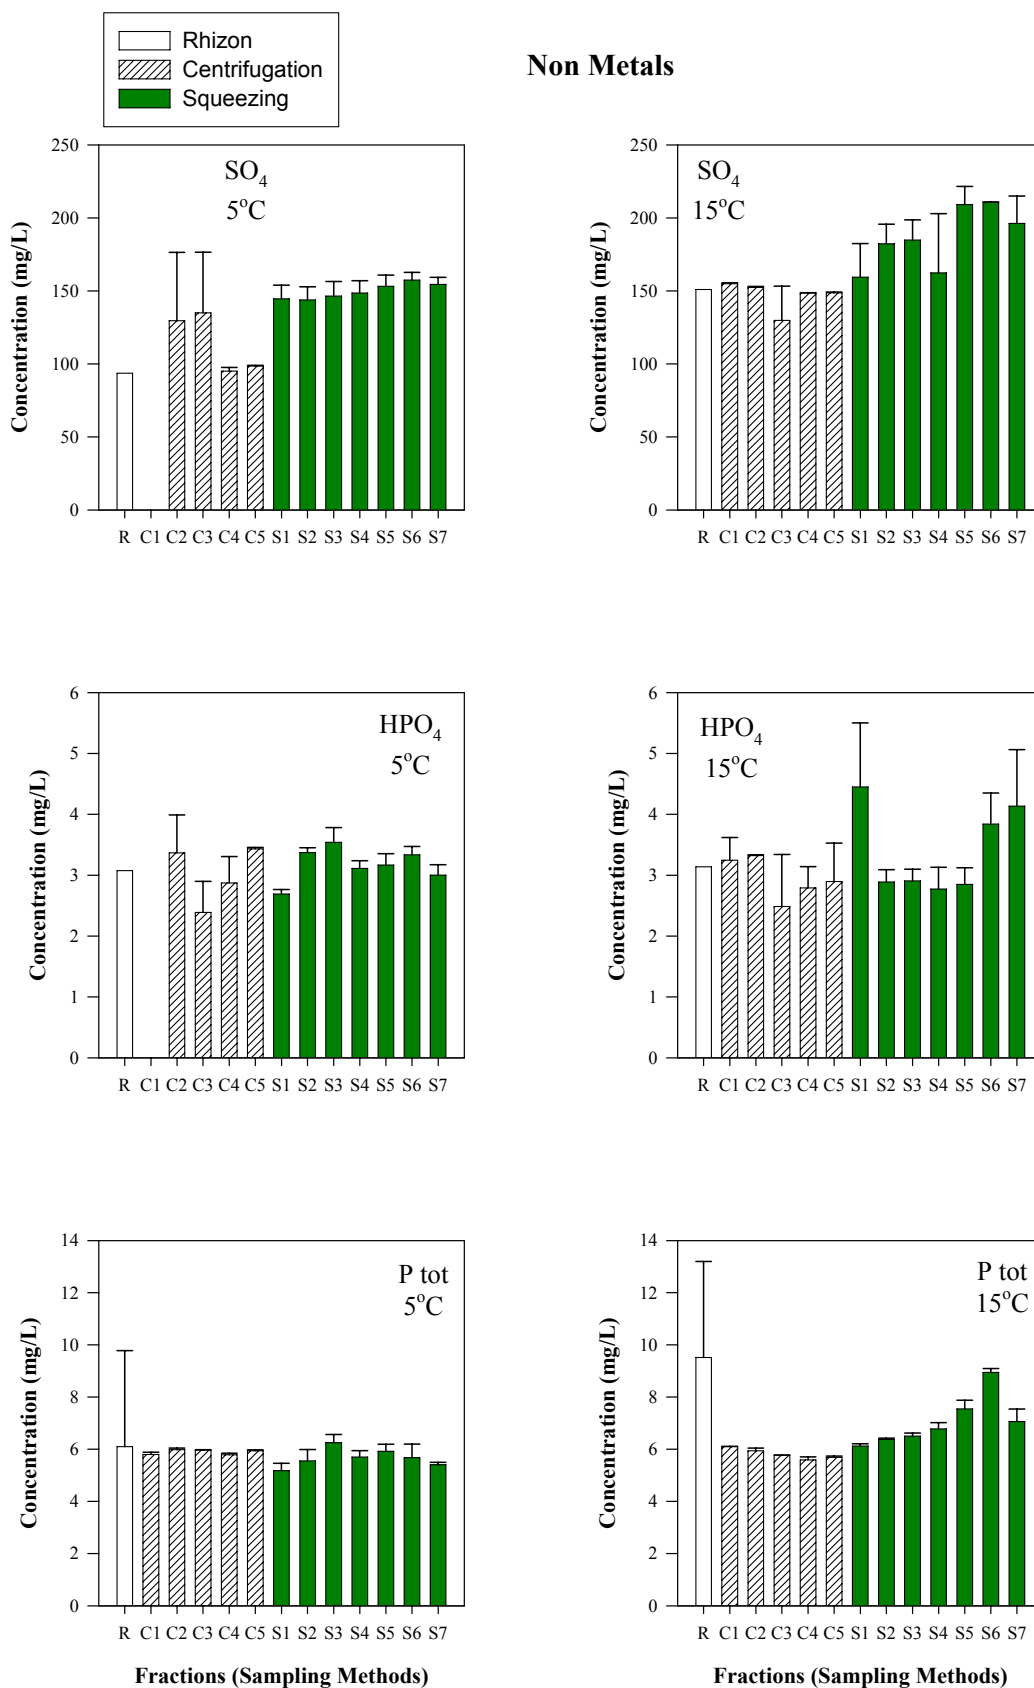 Rhizon
Centrifugation
Squeezing
Non Metals
250
200
150
100
50
0
Concentration (mg/L)
SO₄
5°C
R C1 C2 C3 C4 C5 S1 S2 S3 S4 S5 S6 S7
250
200
150
100
50
0
Concentration (mg/L)
SO₄
15°C
R C1 C2 C3 C4 C5 S1 S2 S3 S4 S5 S6 S7
6
5
4
3
2
1
0
Concentration (mg/L)
HPO₄
5°C
R C1 C2 C3 C4 C5 S1 S2 S3 S4 S5 S6 S7
6
5
4
3
2
1
0
Concentration (mg/L)
HPO₄
15°C
R C1 C2 C3 C4 C5 S1 S2 S3 S4 S5 S6 S7
14
12
10
8
6
4
2
0
Concentration (mg/L)
P tot
5°C
R C1 C2 C3 C4 C5 S1 S2 S3 S4 S5 S6 S7
Fractions (Sampling Methods)
14
12
10
8
6
4
2
0
Concentration (mg/L)
P tot
15°C
R C1 C2 C3 C4 C5 S1 S2 S3 S4 S5 S6 S7
Fractions (Sampling Methods)